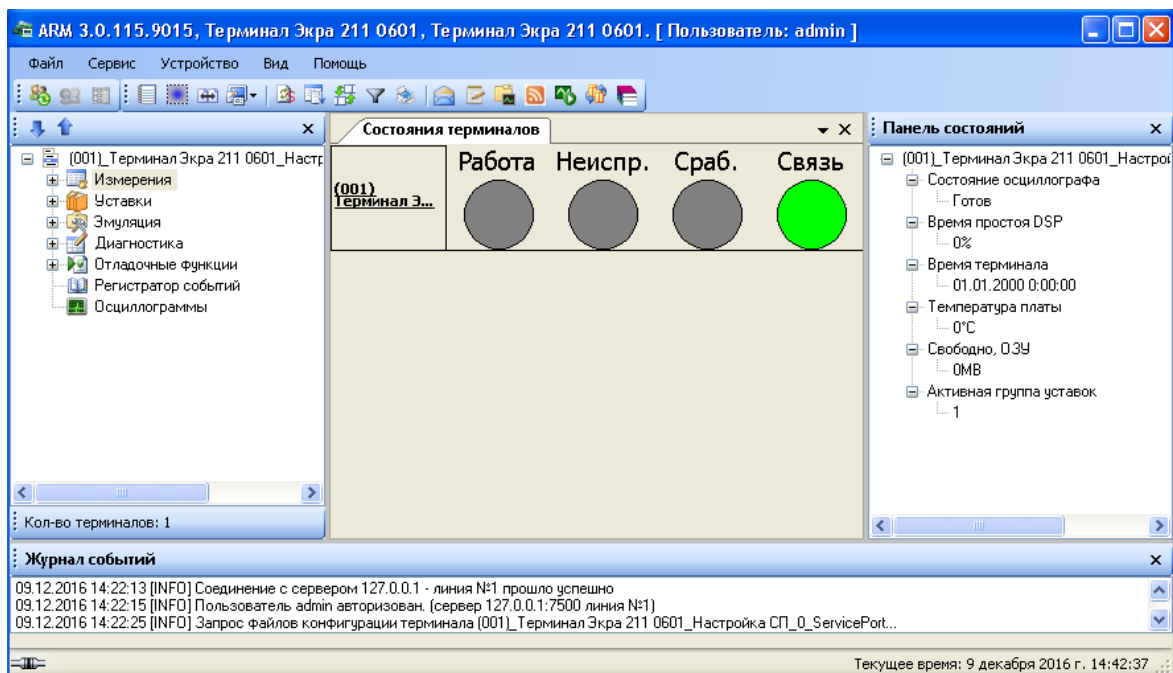 ARM 3.0.115.9015, Терминал Экра 211 0601, Терминал Экра 211 0601. [ Пользователь: admin ]
Файл Сервис Устройство Вид Помощь
Состояния терминалов
Панель состояний
(001)_Терминал Экра 211 0601_Настр
Измерения
Уставки
Эмуляция
Диагностика
Отладочные функции
Регистратор событий
Осциллограммы
Кол-во терминалов: 1
Работа Неиспр. Сраб. Связь
(001)
Терминал Э...
(001)_Терминал Экра 211 0601_Настрой
Состояние осциллографа
Готов
Время простоя DSP
0%
Время терминала
01.01.2000 0:00:00
Температура платы
0°C
Свободно, ОЗУ
0MB
Активная группа уставок
1
Журнал событий
09.12.2016 14:22:13 [INFO] Соединение с сервером 127.0.0.1 - линия №1 прошло успешно
09.12.2016 14:22:15 [INFO] Пользователь admin авторизован. (сервер 127.0.0.1:7500 линия №1)
09.12.2016 14:22:25 [INFO] Запрос файлов конфигурации терминала (001)_Терминал Экра 211 0601_Настройка СП_0_ServicePort...
Текущее время: 9 декабря 2016 г. 14:42:37